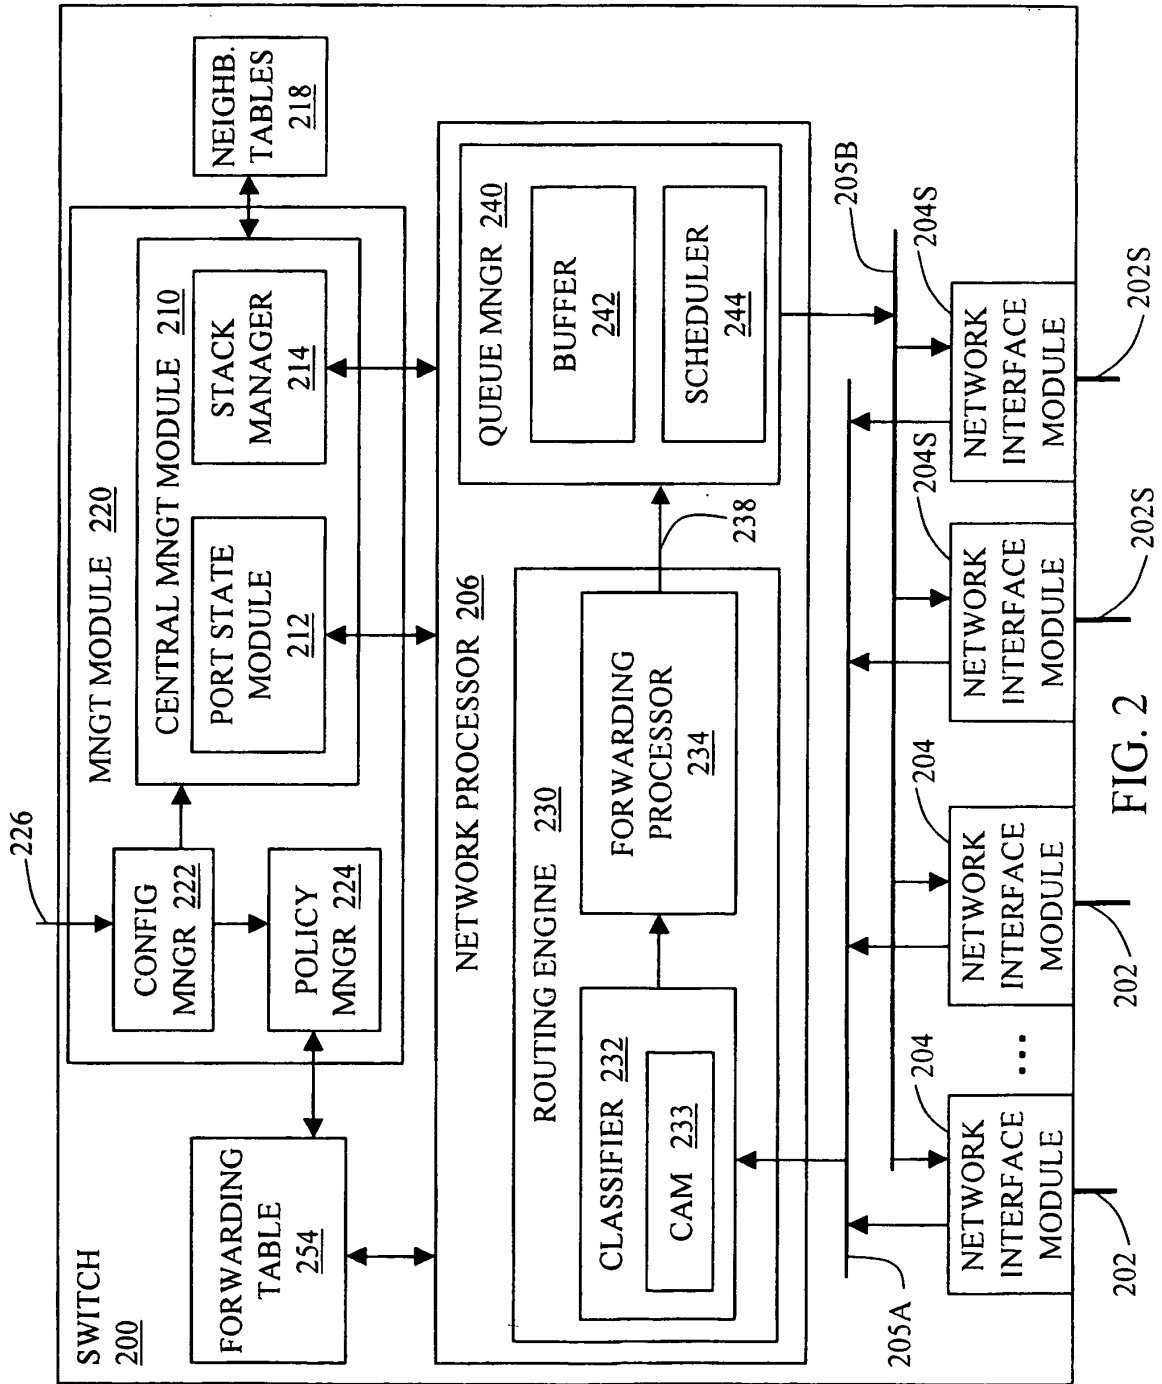 SWITCH
200
226
MNGT MODULE 220
CONFIG
MNGR 222
POLICY
MNGR 224
CENTRAL MNGT MODULE 210
PORT STATE
MODULE
212
STACK
MANAGER
214
NEIGHB.
TABLES
218
FORWARDING
TABLE
254
NETWORK PROCESSOR 206
ROUTING ENGINE 230
CLASSIFIER 232
CAM 233
FORWARDING
PROCESSOR
234
238
QUEUE MNGR 240
BUFFER
242
SCHEDULER
244
205A
205B
204
NETWORK
INTERFACE
MODULE
202
...
204
NETWORK
INTERFACE
MODULE
202
204S
NETWORK
INTERFACE
MODULE
202S
204S
NETWORK
INTERFACE
MODULE
202S
FIG. 2